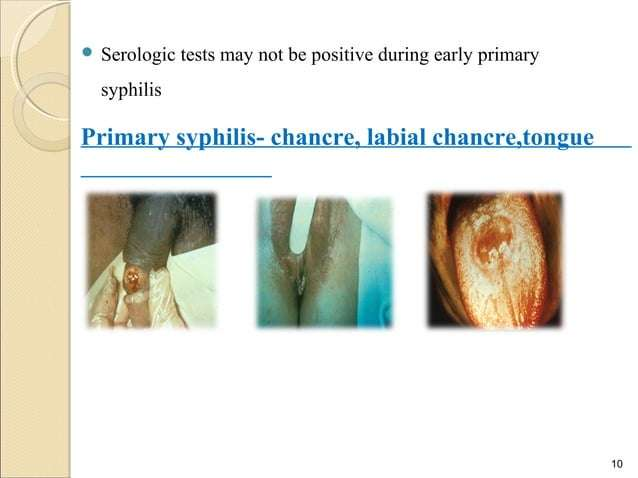 Serologic tests may not be positive during early primary
syphilis
Primary syphilis- chancre, labial chancre,tongue
10